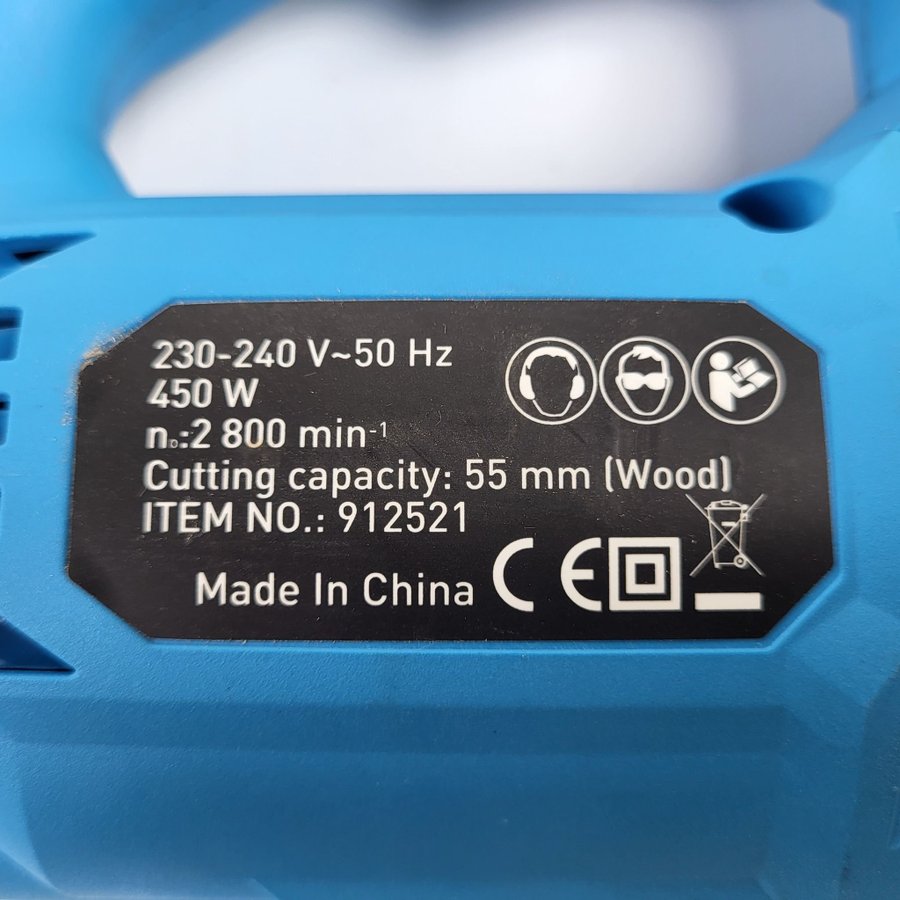 230-240 V~50 Hz
450 W
n₀:2 800 min⁻¹
Cutting capacity: 55 mm (Wood)
ITEM NO.: 912521
Made In China CE